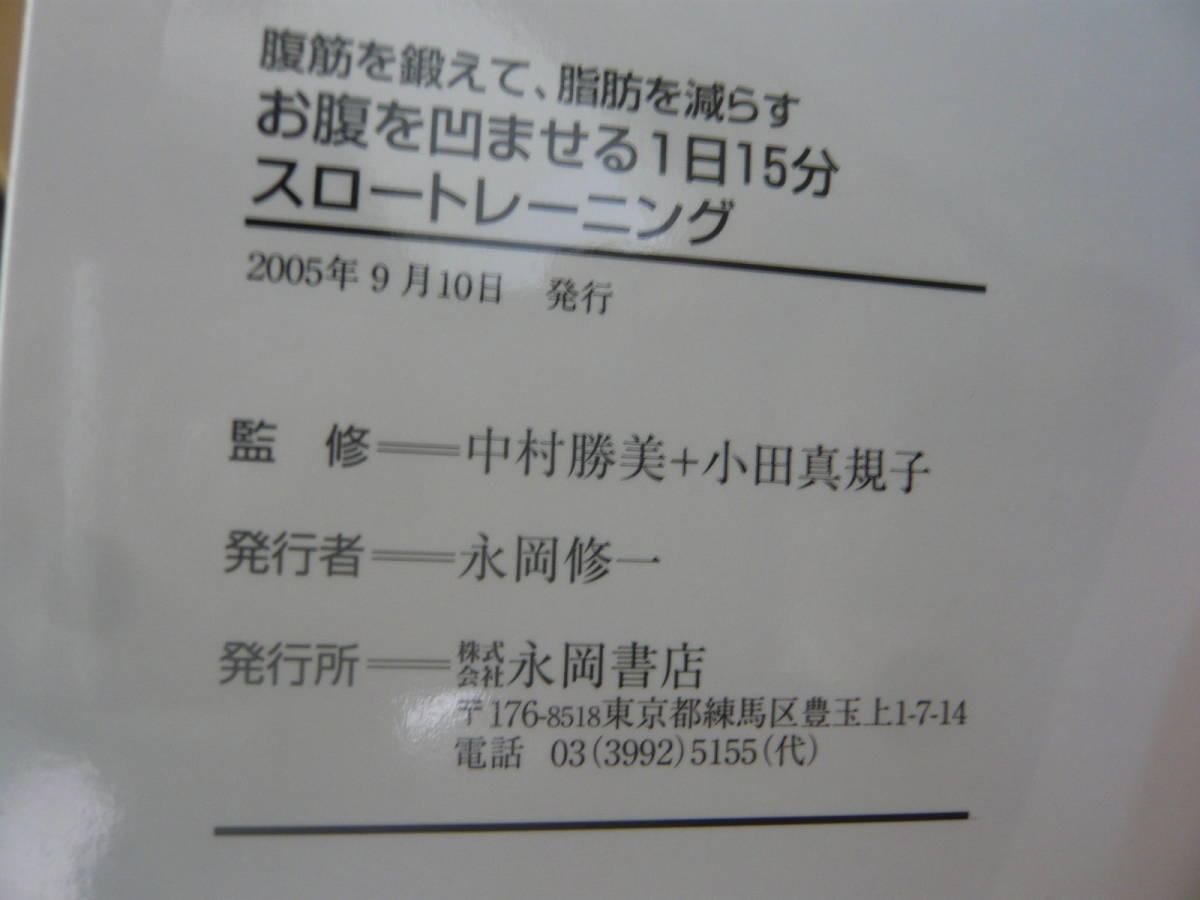 腹筋を鍛えて、脂肪を減らす
お腹を凹ませる1日15分
スロートレーニング
2005年 9 月10日　発行
監　修══中村勝美+小田真規子
発行者══永岡修一
発行所══株式会社永岡書店
〒176-8518東京都練馬区豊玉上1-7-14
電話　03(3992)5155(代)